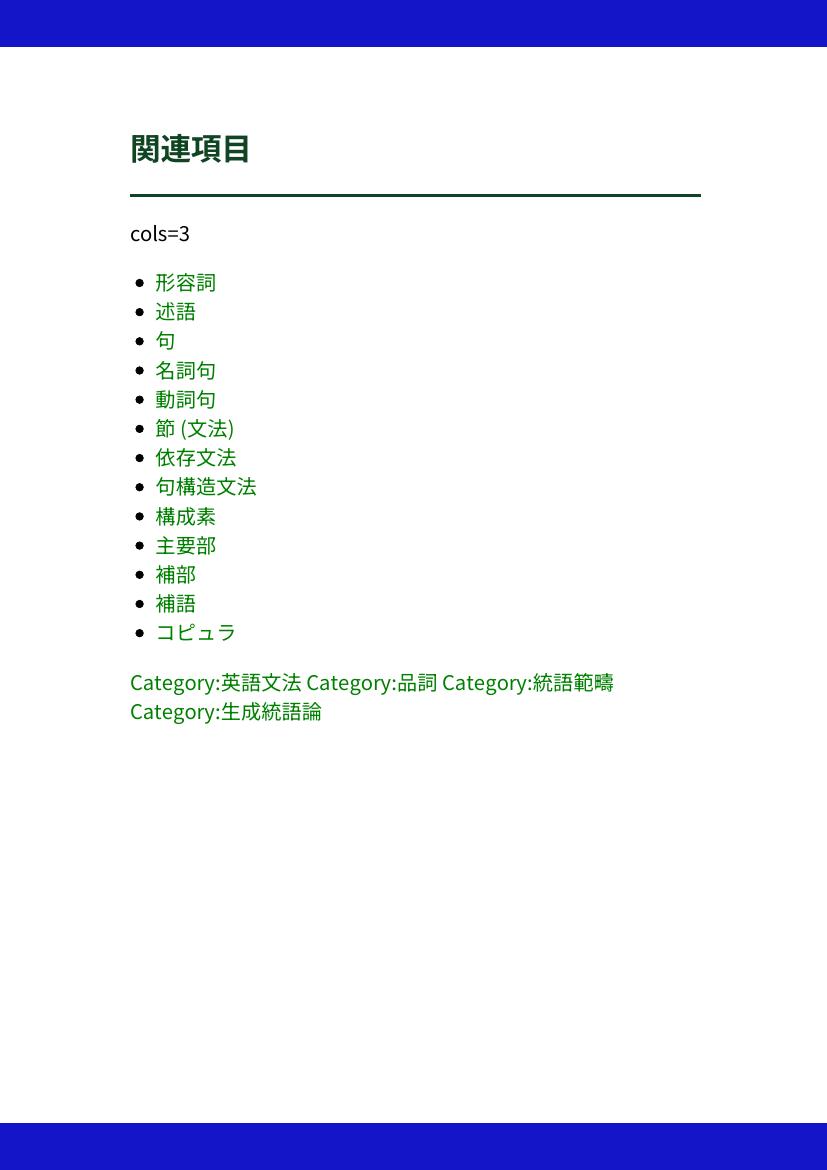 関連項目
cols=3
形容詞
述語
句
名詞句
動詞句
節 (文法)
依存文法
句構造文法
構成素
主要部
補部
補語
コピュラ
Category:英語文法 Category:品詞 Category:統語範疇
Category:生成統語論